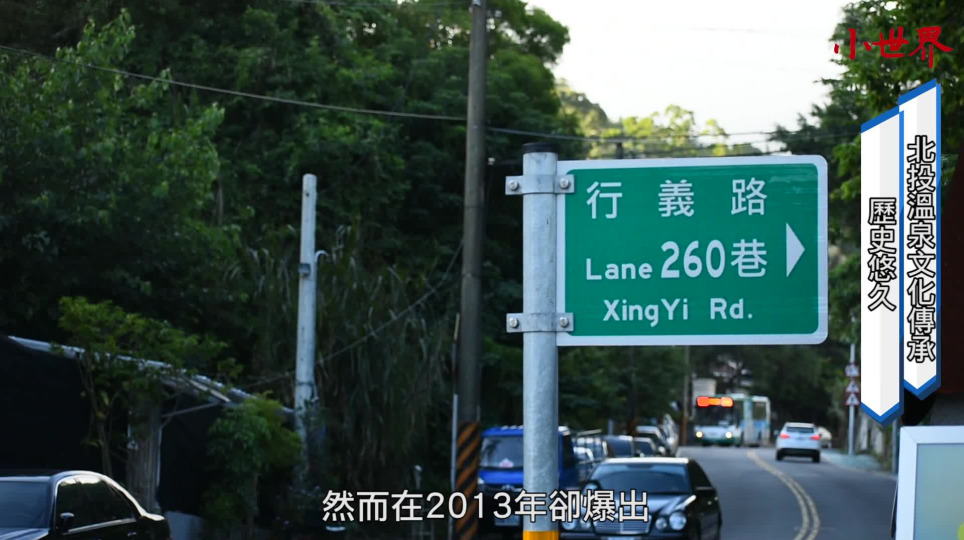 小世界
北投溫泉文化傳承
歷史悠久
行義路
Lane 260巷
XingYi Rd.
然而在2013年卻爆出